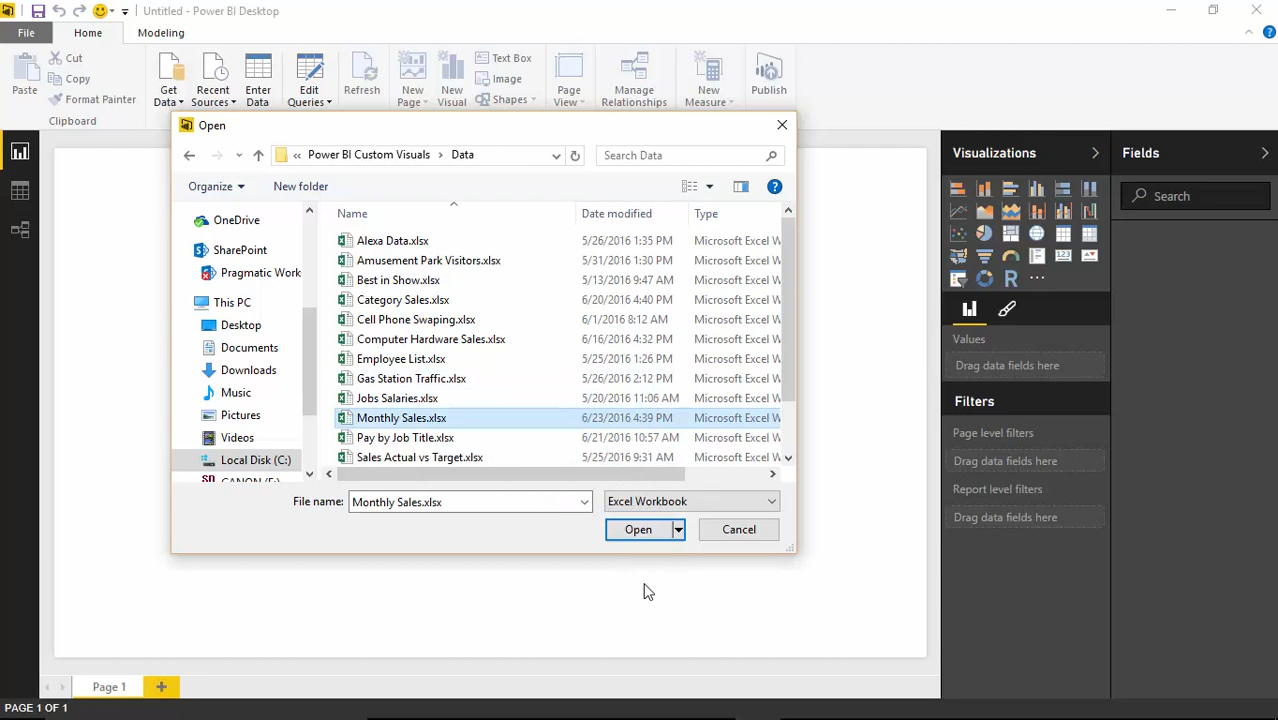 Untitled - Power BI Desktop
File
Home
Modeling
Paste
Cut
Copy
Format Painter
Clipboard
Get Data
Recent Sources
Enter Data
Edit Queries
Refresh
New Page
New Visual
Text Box
Image
Shapes
Page View
Manage Relationships
New Measure
Publish
Open
« Power BI Custom Visuals › Data
Search Data
Organize
New folder
OneDrive
SharePoint
Pragmatic Work
This PC
Desktop
Documents
Downloads
Music
Pictures
Videos
Local Disk (C:)
Name Date modified Type
Alexa Data.xlsx 5/26/2016 1:35 PM Microsoft Excel W
Amusement Park Visitors.xlsx 5/31/2016 1:30 PM Microsoft Excel W
Best in Show.xlsx 5/13/2016 9:47 AM Microsoft Excel W
Category Sales.xlsx 6/20/2016 4:40 PM Microsoft Excel W
Cell Phone Swaping.xlsx 6/1/2016 8:12 AM Microsoft Excel W
Computer Hardware Sales.xlsx 6/16/2016 4:32 PM Microsoft Excel W
Employee List.xlsx 5/25/2016 1:26 PM Microsoft Excel W
Gas Station Traffic.xlsx 5/26/2016 2:12 PM Microsoft Excel W
Jobs Salaries.xlsx 5/20/2016 11:06 AM Microsoft Excel W
Monthly Sales.xlsx 6/23/2016 4:39 PM Microsoft Excel W
Pay by Job Title.xlsx 6/21/2016 10:57 AM Microsoft Excel W
Sales Actual vs Target.xlsx 5/25/2016 9:31 AM Microsoft Excel W
File name: Monthly Sales.xlsx
Excel Workbook
Open
Cancel
Visualizations
Values
Drag data fields here
Filters
Page level filters
Drag data fields here
Report level filters
Drag data fields here
Fields
Search
Page 1
PAGE 1 OF 1